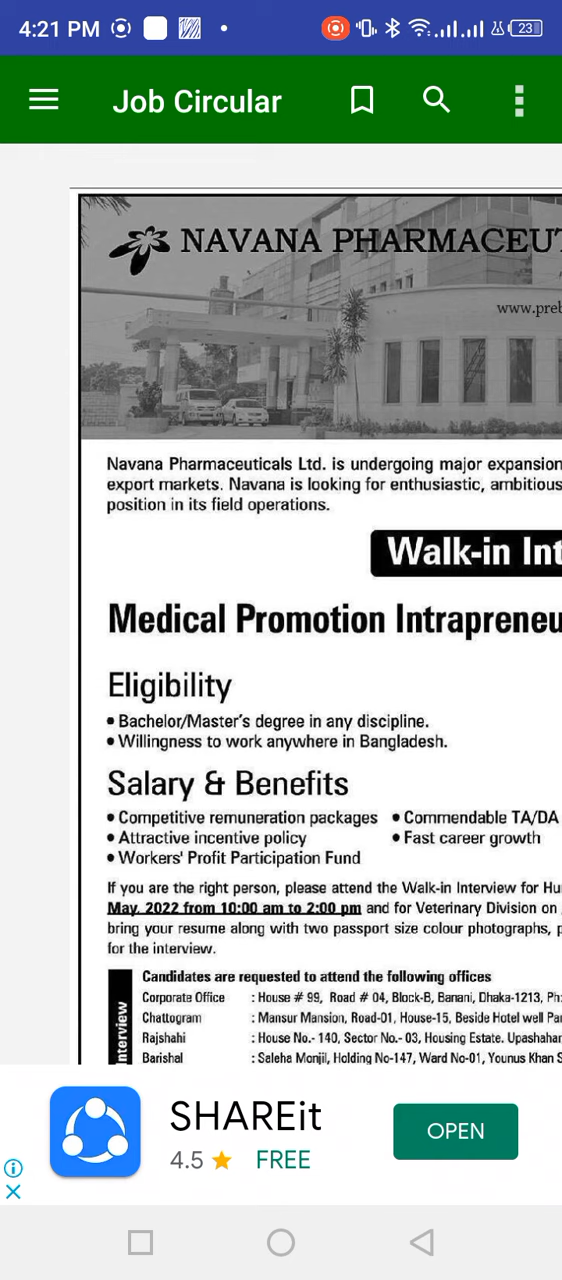 4:21 PM
23
Job Circular
NAVANA PHARMACEUT
www.preb
Navana Pharmaceuticals Ltd. is undergoing major expansion
export markets. Navana is looking for enthusiastic, ambitious
position in its field operations.
Walk-in Int
Medical Promotion Intrapreneu
Eligibility
• Bachelor/Master's degree in any discipline.
• Willingness to work anywhere in Bangladesh.
Salary & Benefits
• Competitive remuneration packages • Commendable TA/DA
• Attractive incentive policy • Fast career growth
• Workers' Profit Participation Fund
If you are the right person, please attend the Walk-in Interview for Hu
May, 2022 from 10:00 am to 2:00 pm and for Veterinary Division on
bring your resume along with two passport size colour photographs, p
for the interview.
nterview
Candidates are requested to attend the following offices
Corporate Office : House # 99, Road # 04, Block-B, Banani, Dhaka-1213, Ph:
Chattogram : Mansur Mansion, Road-01, House-15, Beside Hotel well Pa
Rajshahi : House No.- 140, Sector No.- 03, Housing Estate. Upashahar
Barishal : Saleha Monjil, Holding No-147, Ward No-01, Younus Khan S
SHAREit
4.5 FREE
OPEN